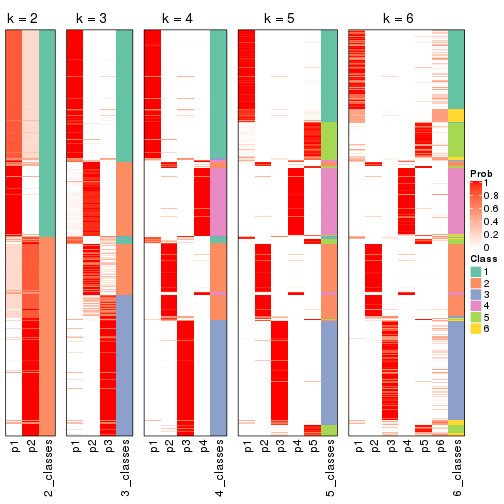 k = 2
k = 3
k = 4
k = 5
k = 6
Prob
1
0.8
0.6
0.4
0.2
0
Class
1
2
3
4
5
6
p1
p2
2_classes
p1
p2
p3
3_classes
p1
p2
p3
p4
4_classes
p1
p2
p3
p4
p5
5_classes
p1
p2
p3
p4
p5
p6
6_classes